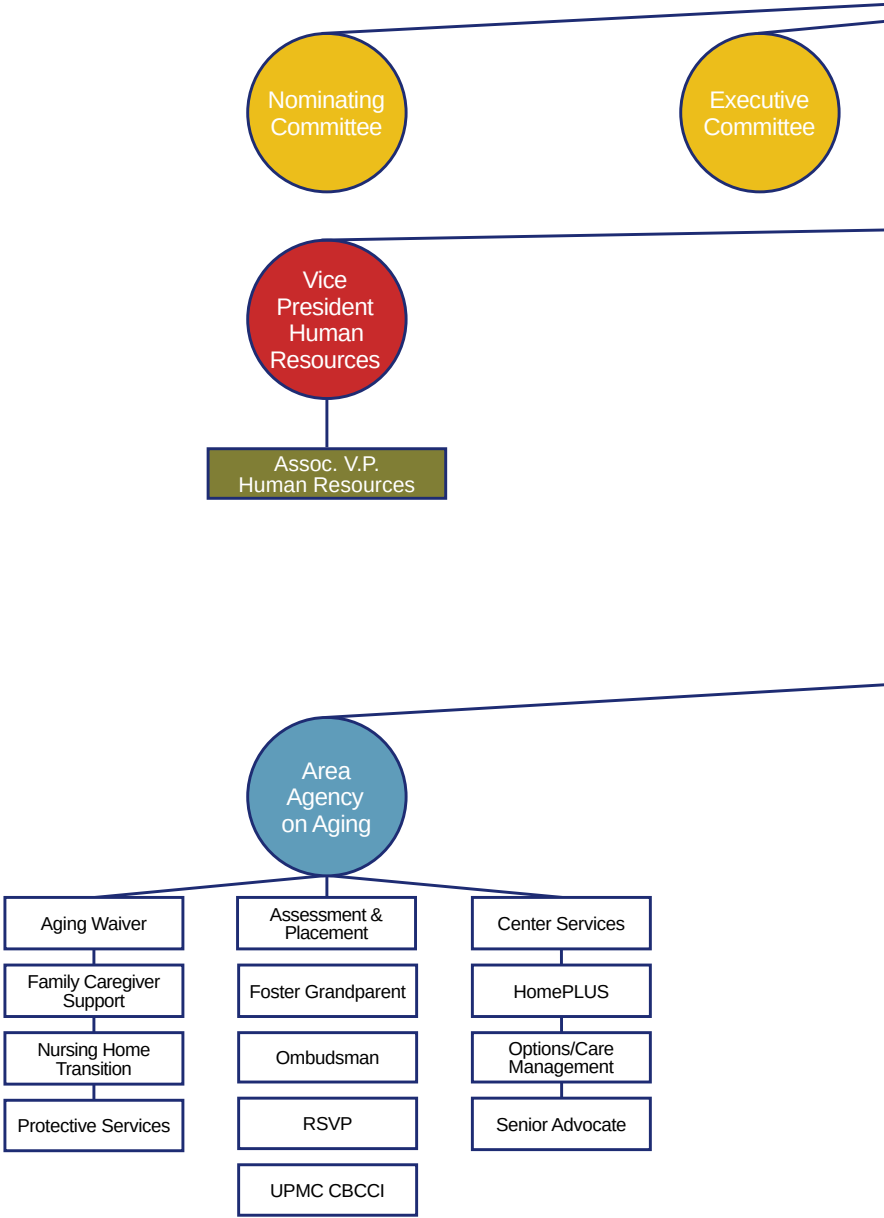 Nominating
Committee
Executive
Committee
Vice
President
Human
Resources
Assoc. V.P.
Human Resources
Area
Agency
on Aging
Aging Waiver
Assessment &
Placement
Center Services
Family Caregiver
Support
Foster Grandparent
HomePLUS
Nursing Home
Transition
Ombudsman
Options/Care
Management
Protective Services
RSVP
Senior Advocate
UPMC CBCCI